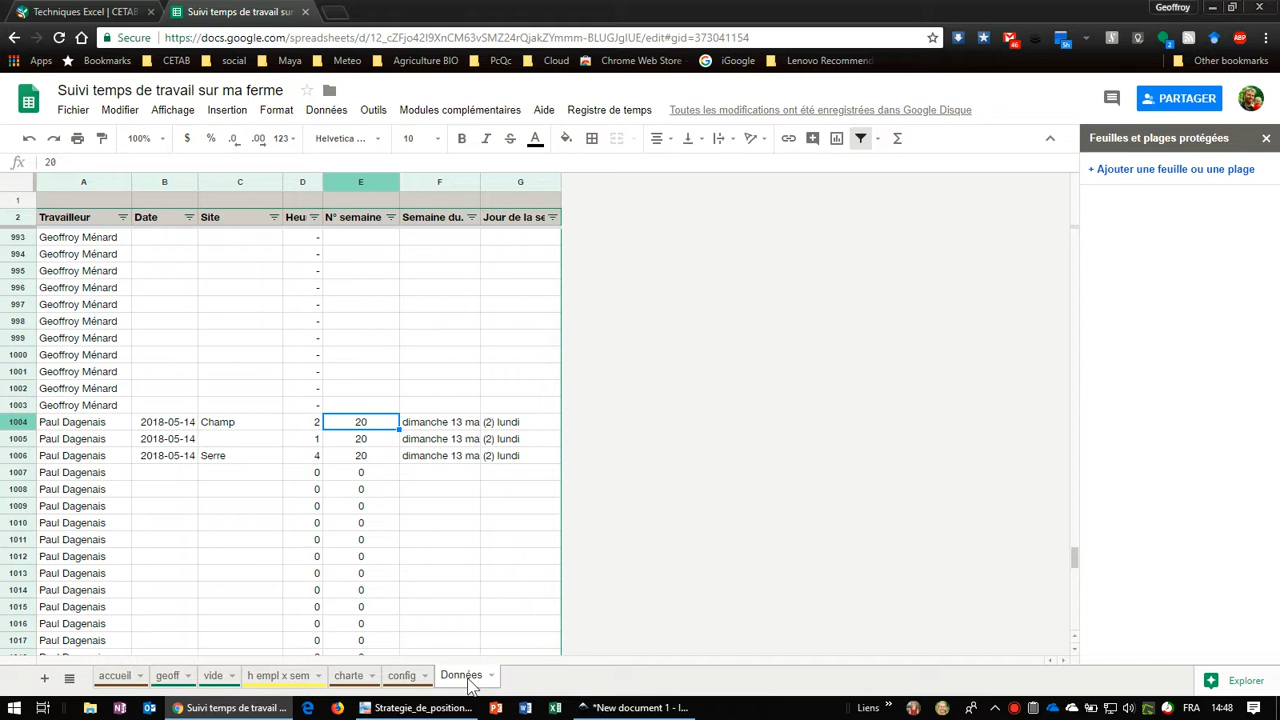 Techniques Excel | CETAB
Suivi temps de travail sur
Geoffroy
Secure
https://docs.google.com/spreadsheets/d/12_cZFjo42I9XnCM63vSMZ24rQjakZYmmm-BLUGJgIUE/edit#gid=373041154
Apps Bookmarks CETAB social Maya Meteo Agriculture BIO PcQc Cloud Chrome Web Store iGoogle Lenovo Recommend Other bookmarks
Suivi temps de travail sur ma ferme
Fichier Modifier Affichage Insertion Format Données Outils Modules complémentaires Aide Registre de temps Toutes les modifications ont été enregistrées dans Google Disque
PARTAGER
100% $ % .0 .00 123 Helvetica ... 10 B I S A
Feuilles et plages protégées
fx 20
+ Ajouter une feuille ou une plage
A B C D E F G
1
2 Travailleur Date Site Heu N° semaine Semaine du. Jour de la se
993 Geoffroy Ménard -
994 Geoffroy Ménard -
995 Geoffroy Ménard -
996 Geoffroy Ménard -
997 Geoffroy Ménard -
998 Geoffroy Ménard -
999 Geoffroy Ménard -
1000 Geoffroy Ménard -
1001 Geoffroy Ménard -
1002 Geoffroy Ménard -
1003 Geoffroy Ménard -
1004 Paul Dagenais 2018-05-14 Champ 2 20 dimanche 13 ma (2) lundi
1005 Paul Dagenais 2018-05-14 1 20 dimanche 13 ma (2) lundi
1006 Paul Dagenais 2018-05-14 Serre 4 20 dimanche 13 ma (2) lundi
1007 Paul Dagenais 0 0
1008 Paul Dagenais 0 0
1009 Paul Dagenais 0 0
1010 Paul Dagenais 0 0
1011 Paul Dagenais 0 0
1012 Paul Dagenais 0 0
1013 Paul Dagenais 0 0
1014 Paul Dagenais 0 0
1015 Paul Dagenais 0 0
1016 Paul Dagenais 0 0
1017 Paul Dagenais 0 0
accueil geoff vide h empl x sem charte config Données
Explorer
Suivi temps de travail ... Strategie_de_position... *New document 1 - I... Liens » FRA 14:48